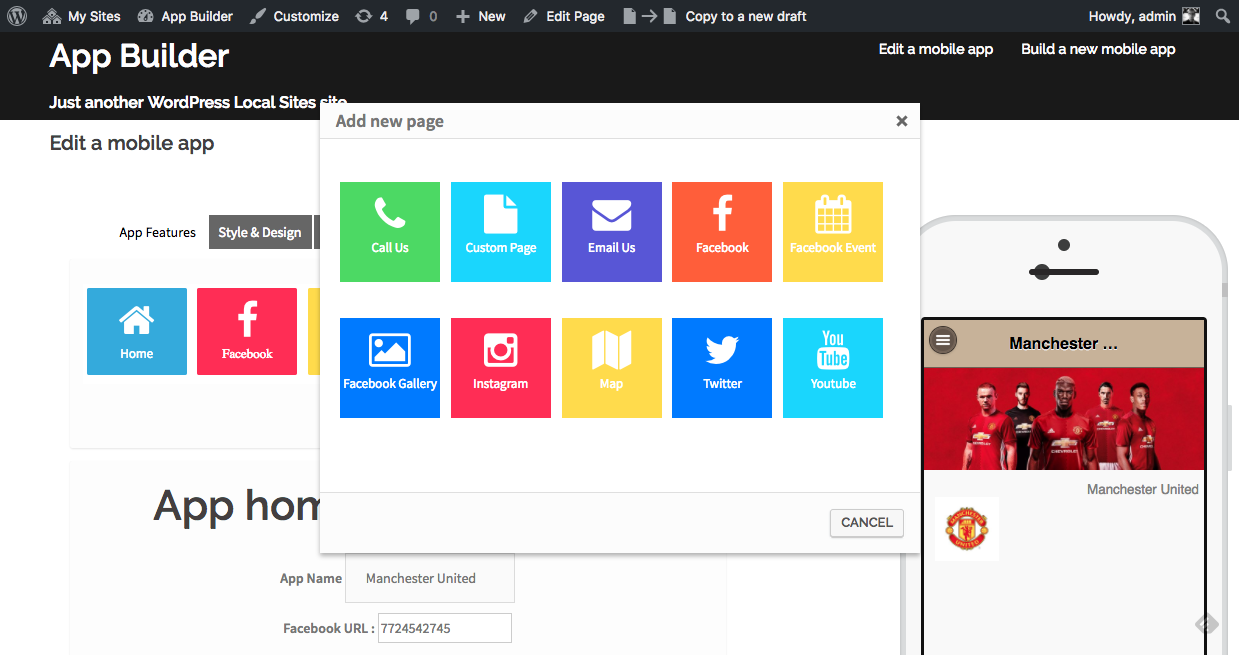 My Sites App Builder Customize 4 0 New Edit Page Copy to a new draft Howdy, admin
App Builder
Edit a mobile app Build a new mobile app
Just another WordPress Local Sites site
Edit a mobile app
Add new page
App Features Style & Design
Call Us Custom Page Email Us Facebook Facebook Event
Home Facebook
Facebook Gallery Instagram Map Twitter You Tube Youtube
Manchester ...
CHEVROLET
Manchester United
MANCHESTER UNITED
App hom
CANCEL
App Name Manchester United
Facebook URL : 7724542745